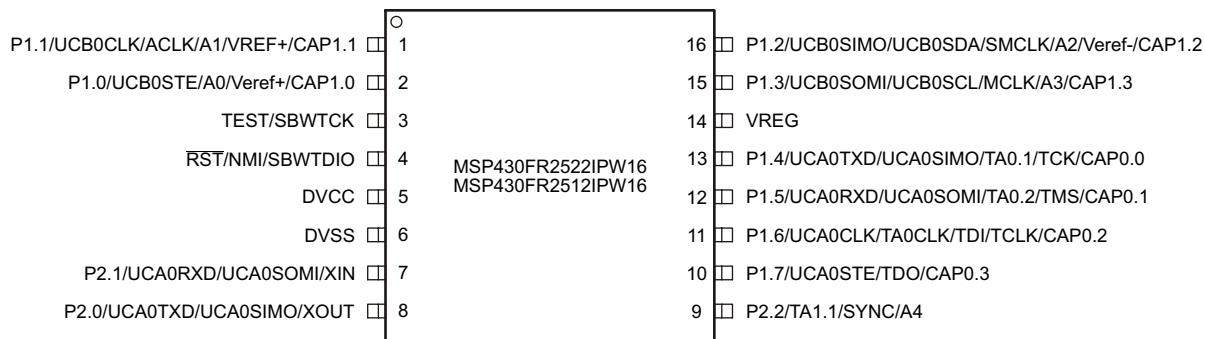 P1.1/UCB0CLK/ACLK/A1/VREF+/CAP1.1 1 16 P1.2/UCB0SIMO/UCB0SDA/SMCLK/A2/Veref-/CAP1.2
P1.0/UCB0STE/A0/Veref+/CAP1.0 2 15 P1.3/UCB0SOMI/UCB0SCL/MCLK/A3/CAP1.3
TEST/SBWTCK 3 14 VREG
RST/NMI/SBWTDIO 4 13 P1.4/UCA0TXD/UCA0SIMO/TA0.1/TCK/CAP0.0
MSP430FR2522IPW16
MSP430FR2512IPW16
DVCC 5 12 P1.5/UCA0RXD/UCA0SOMI/TA0.2/TMS/CAP0.1
DVSS 6 11 P1.6/UCA0CLK/TA0CLK/TDI/TCLK/CAP0.2
P2.1/UCA0RXD/UCA0SOMI/XIN 7 10 P1.7/UCA0STE/TDO/CAP0.3
P2.0/UCA0TXD/UCA0SIMO/XOUT 8 9 P2.2/TA1.1/SYNC/A4